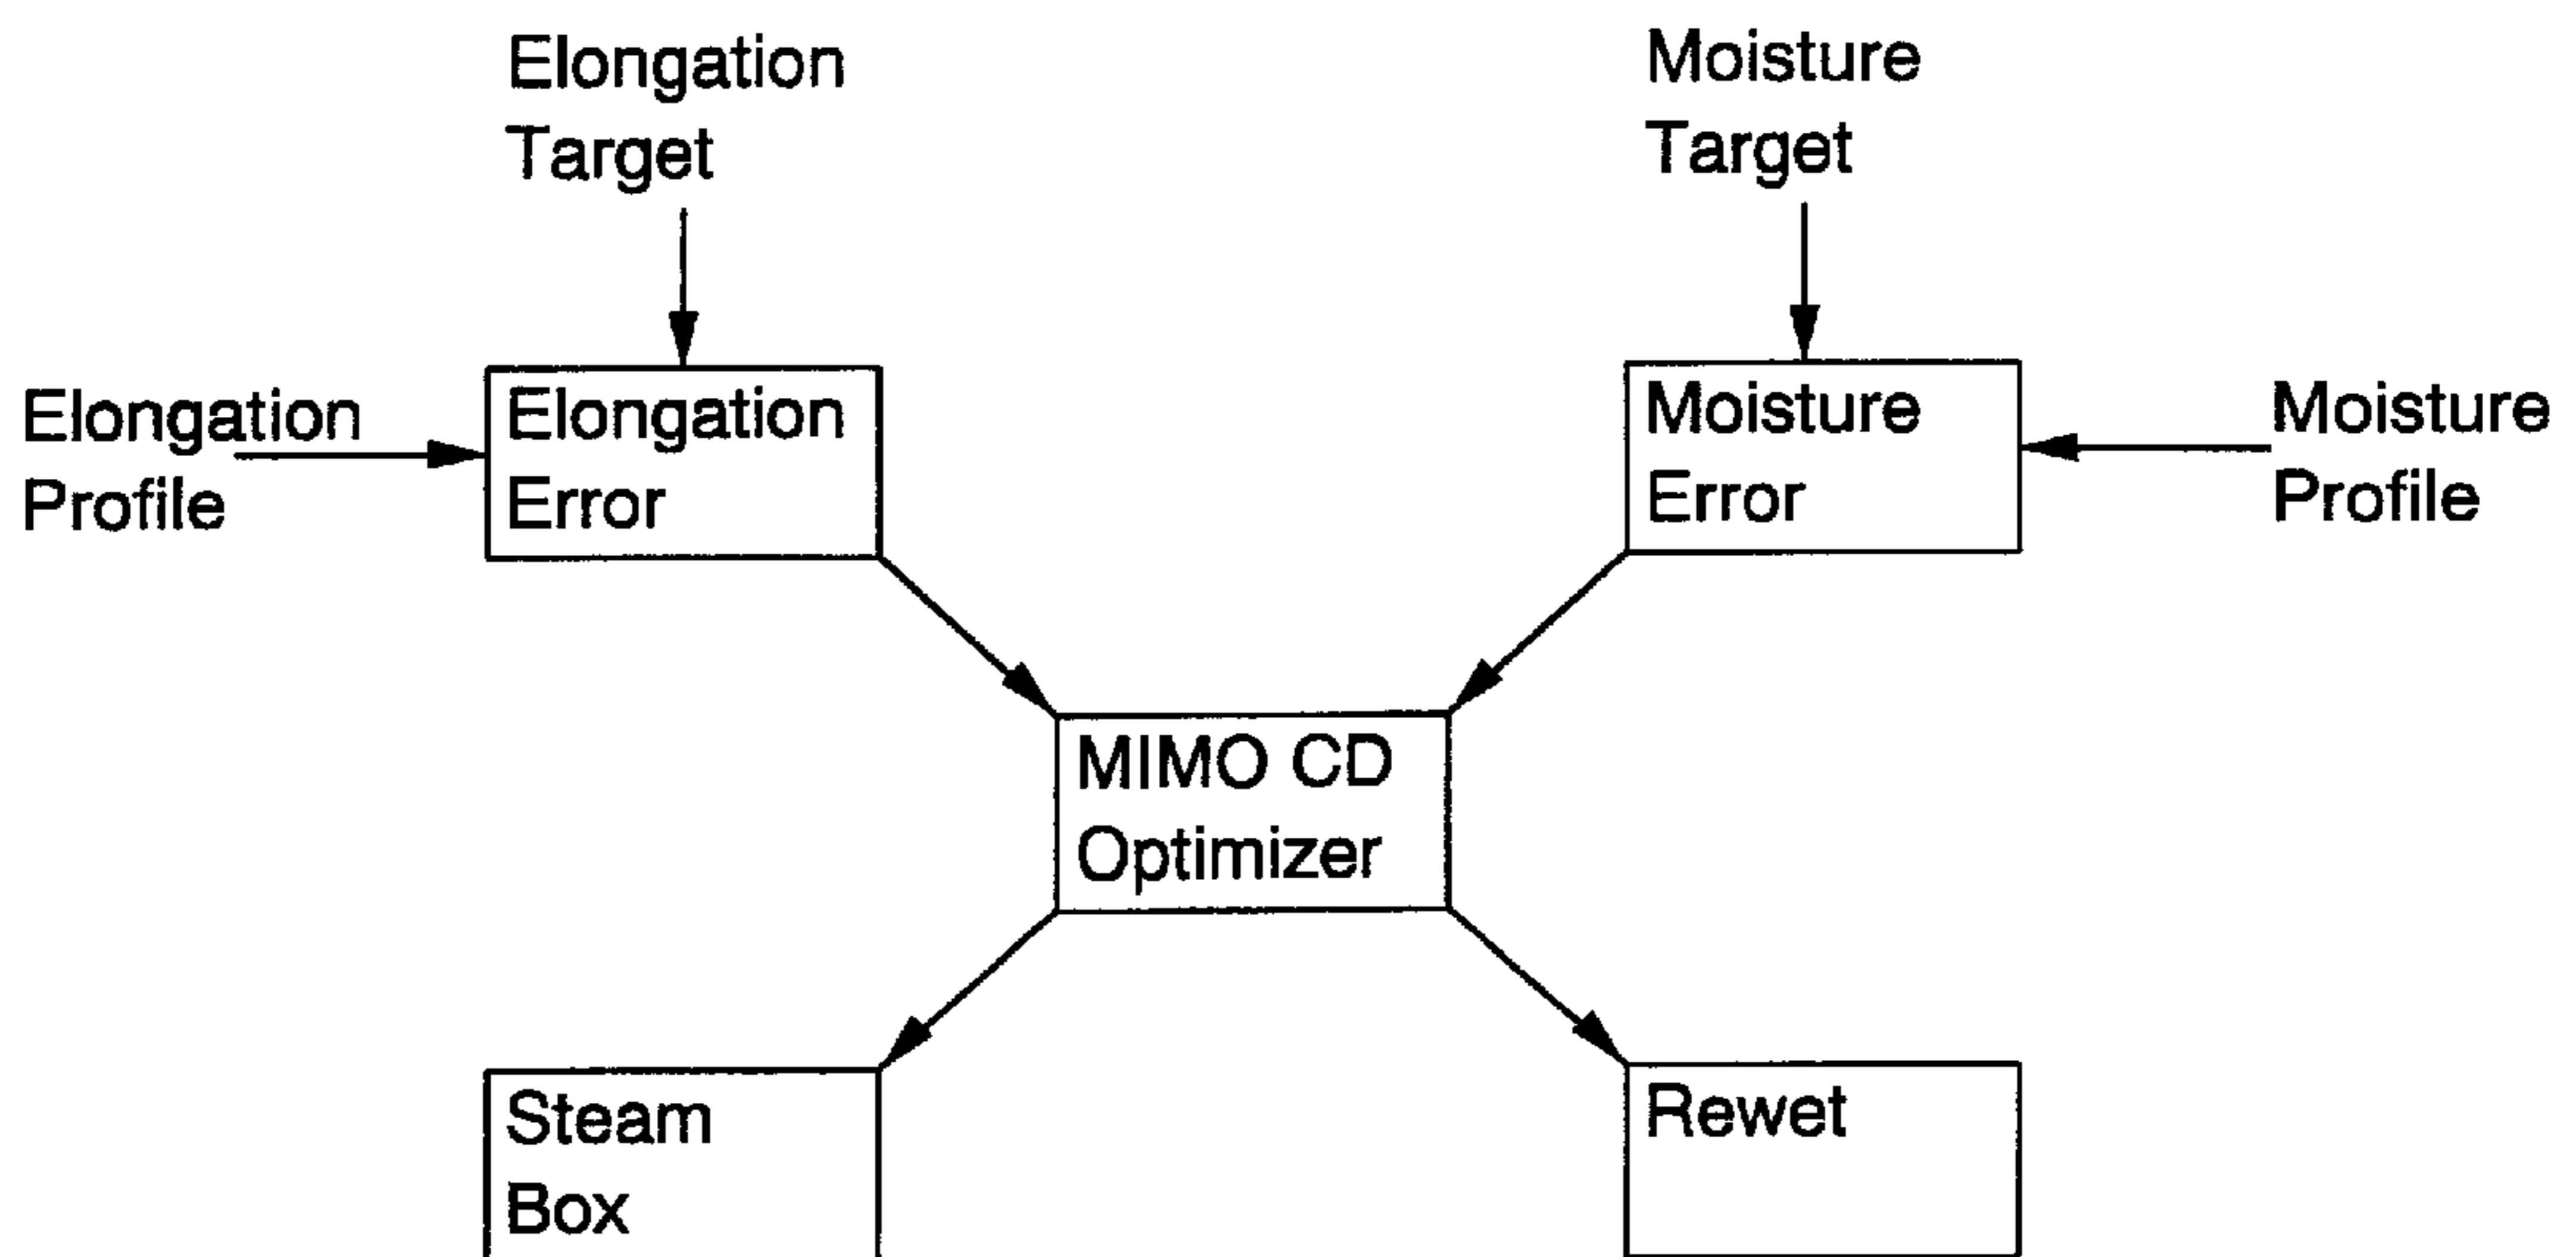 Elongation
Target
Moisture
Target
Elongation
Profile
Elongation
Error
Moisture
Error
Moisture
Profile
MIMO CD
Optimizer
Steam
Box
Rewet